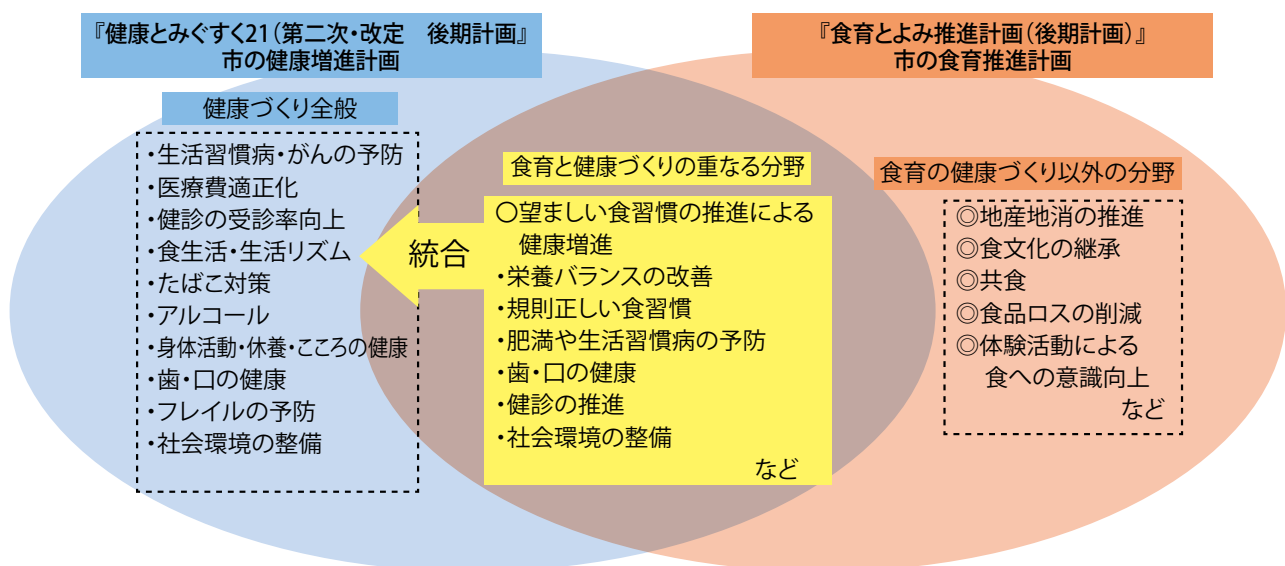 『健康とみぐすく21(第二次・改定　後期計画』
市の健康増進計画
『食育とよみ推進計画(後期計画)』
市の食育推進計画
健康づくり全般
・生活習慣病・がんの予防
・医療費適正化
・健診の受診率向上
・食生活・生活リズム
・たばこ対策
・アルコール
・身体活動・休養・こころの健康
・歯・口の健康
・フレイルの予防
・社会環境の整備
統合
食育と健康づくりの重なる分野
〇望ましい食習慣の推進による
健康増進
・栄養バランスの改善
・規則正しい食習慣
・肥満や生活習慣病の予防
・歯・口の健康
・健診の推進
・社会環境の整備
など
食育の健康づくり以外の分野
◎地産地消の推進
◎食文化の継承
◎共食
◎食品ロスの削減
◎体験活動による
食への意識向上
など